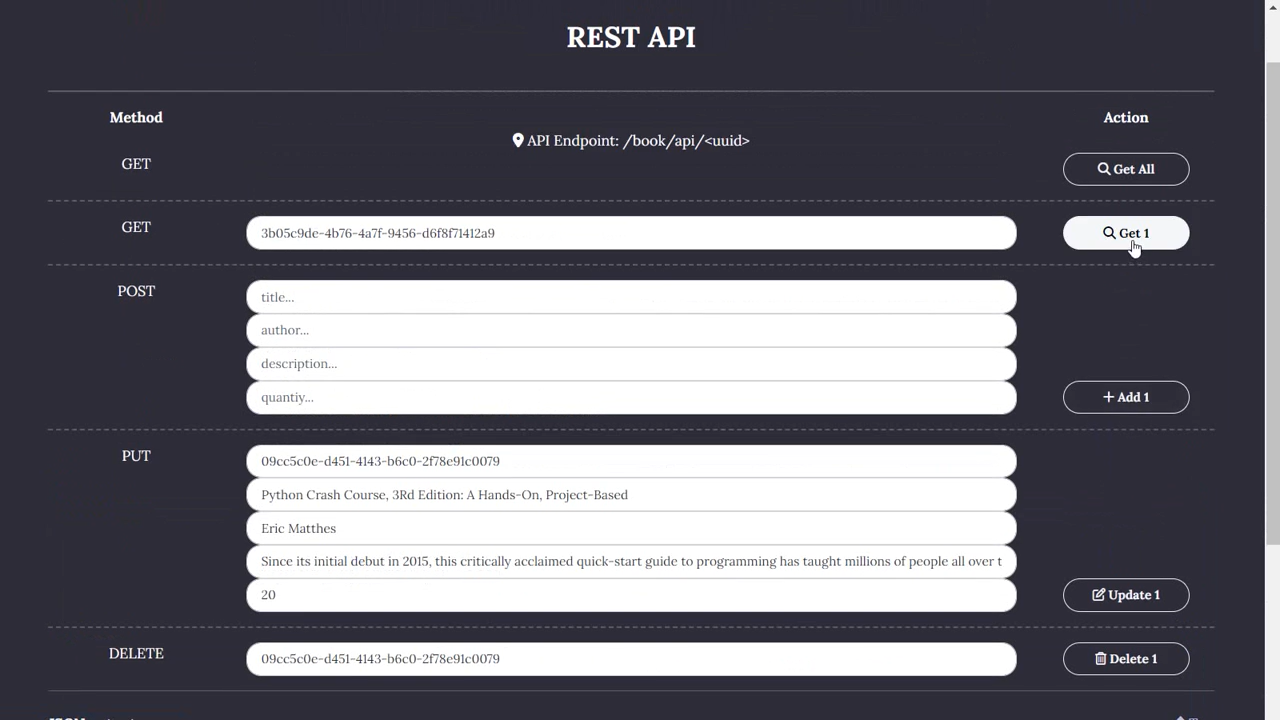 REST API
Method
Action
API Endpoint: /book/api/<uuid>
GET
Get All
GET
3b05c9de-4b76-4a7f-9456-d6f8f71412a9
Get 1
POST
title...
author...
description...
quantiy...
Add 1
PUT
09cc5c0e-d451-4143-b6c0-2f78e91c0079
Python Crash Course, 3Rd Edition: A Hands-On, Project-Based
Eric Matthes
Since its initial debut in 2015, this critically acclaimed quick-start guide to programming has taught millions of people all over t
20
Update 1
DELETE
09cc5c0e-d451-4143-b6c0-2f78e91c0079
Delete 1